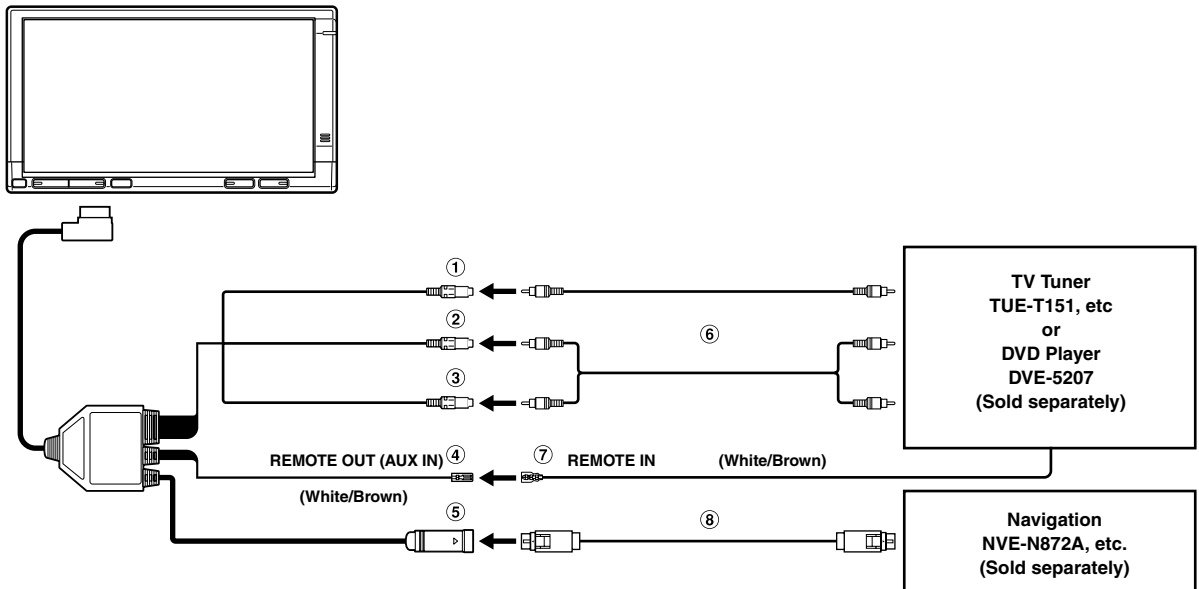 ①
TV Tuner
TUE-T151, etc
or
DVD Player
DVE-5207
(Sold separately)
②
⑥
③
REMOTE OUT (AUX IN) ④
(White/Brown)
⑦ REMOTE IN (White/Brown)
⑤
⑧
Navigation
NVE-N872A, etc.
(Sold separately)